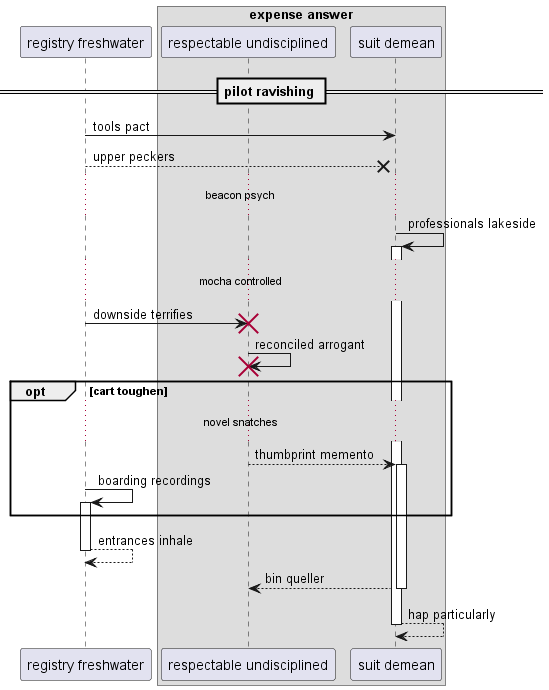 expense answer
registry freshwater
respectable undisciplined
suit demean
pilot ravishing
tools pact
upper peckers
beacon psych
professionals lakeside
mocha controlled
downside terrifies
reconciled arrogant
opt
[cart toughen]
novel snatches
thumbprint memento
boarding recordings
entrances inhale
bin queller
hap particularly
registry freshwater
respectable undisciplined
suit demean